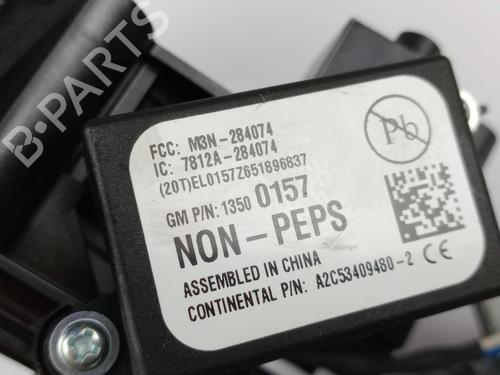 B-PARTS
FCC: M3N-284074
IC: 7812A-284074
(20T)EL0157Z651896837
GM P/N: 1350 0157
NON-PEPS
ASSEMBLED IN CHINA
CONTINENTAL P/N: A2C53409480-2 CE
Pb